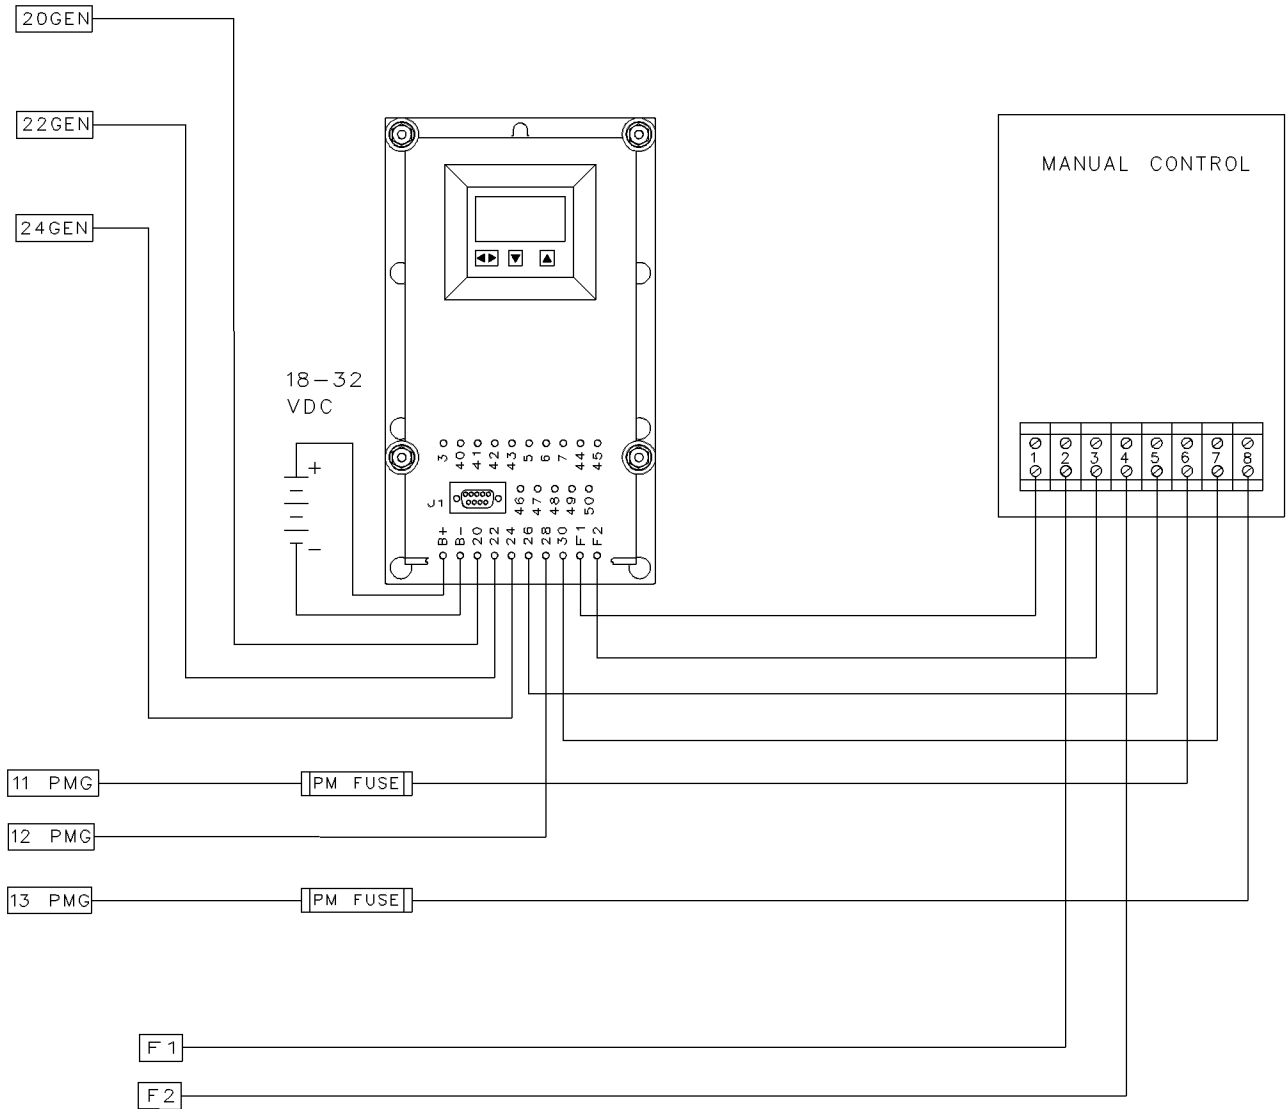 20GEN
22GEN
24GEN
MANUAL CONTROL
18-32
VDC
+
-
3 40 41 42 43 5 6 7 44 45
J1
46 47 48 49 50
B+ B- 20 22 24 26 28 30 F1 F2
1 2 3 4 5 6 7 8
11 PMG
PM FUSE
12 PMG
13 PMG
PM FUSE
F1
F2